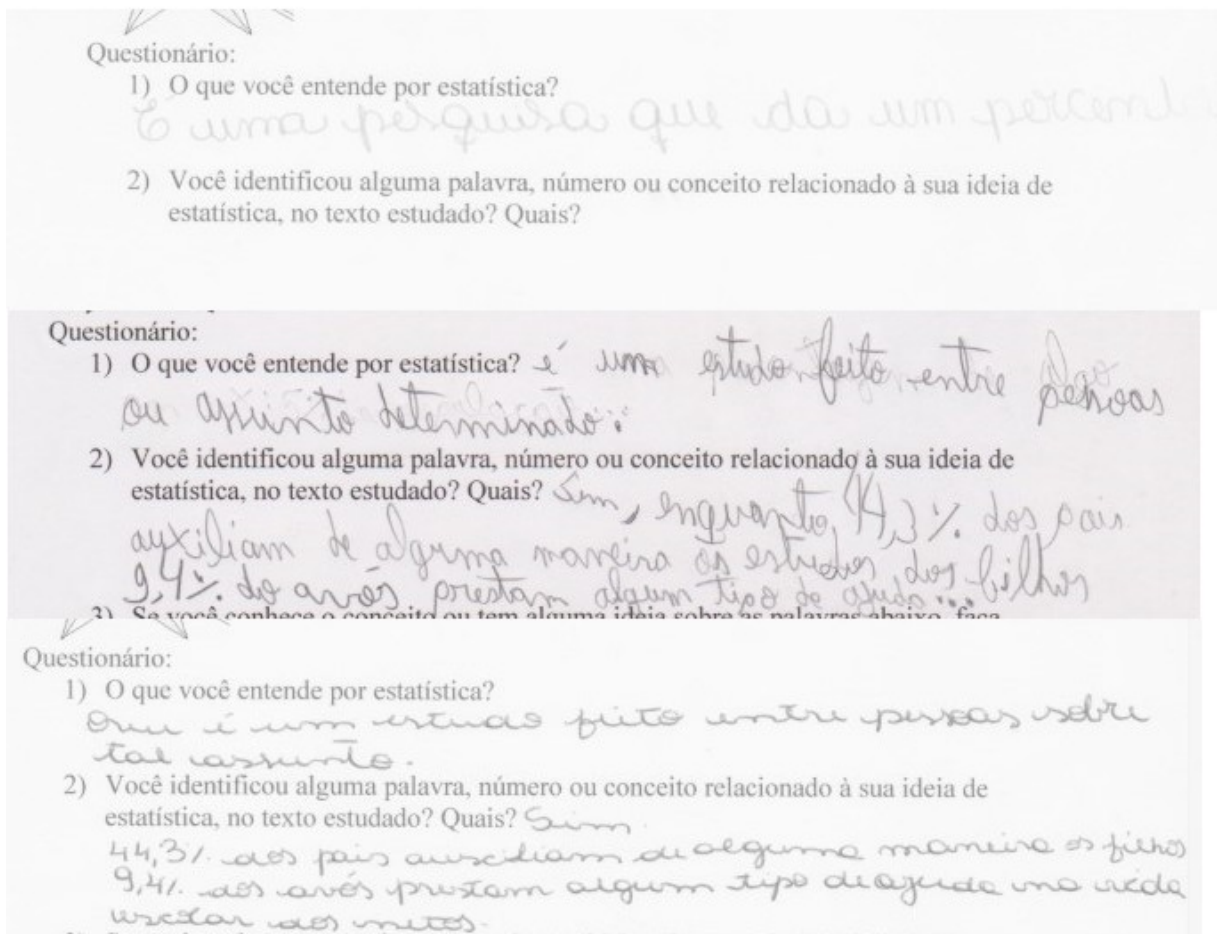 Questionário:
1) O que você entende por estatística?
É uma pesquisa que da um
2) Você identificou alguma palavra, número ou conceito relacionado à sua ideia de
estatística, no texto estudado? Quais?
Questionário:
1) O que você entende por estatística? é uma estudo feito entre pessoas
ou assunto determinado.
2) Você identificou alguma palavra, número ou conceito relacionado à sua ideia de
estatística, no texto estudado? Quais? Sim, enquanto 44,3% dos pais
auxiliam de alguma maneira os estudos dos filhos
9,4% do avós prestam algum tipo de ajuda...
3) Se você conhece o conceito ou tem alguma ideia sobre as palavras abaixo, faça
Questionário:
1) O que você entende por estatística?
é um estudo feito entre pessoas sobre
tal assunto.
2) Você identificou alguma palavra, número ou conceito relacionado à sua ideia de
estatística, no texto estudado? Quais? Sim
44,3% dos pais auxiliam de alguma maneira os filhos
9,4% dos avós prestam algum tipo de ajuda na vida
escolar dos netos.